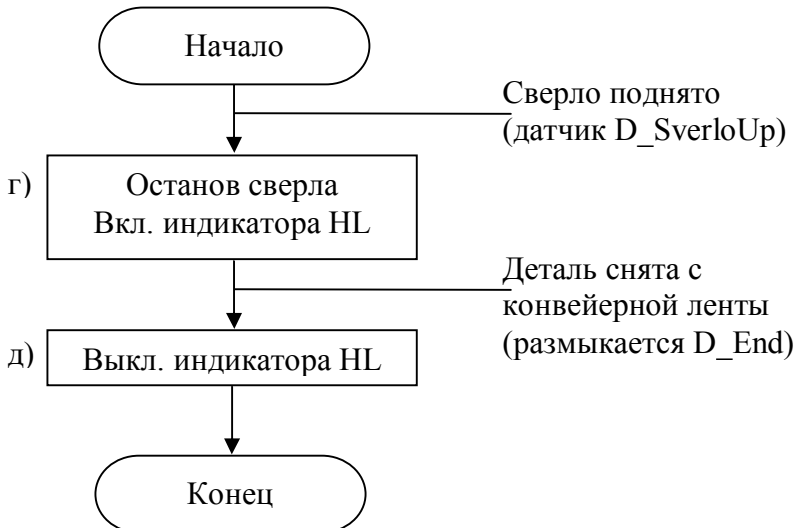 Начало
Сверло поднято
(датчик D_SverloUp)
г)
Останов сверла
Вкл. индикатора HL
Деталь снята с
конвейерной ленты
(размыкается D_End)
д)
Выкл. индикатора HL
Конец